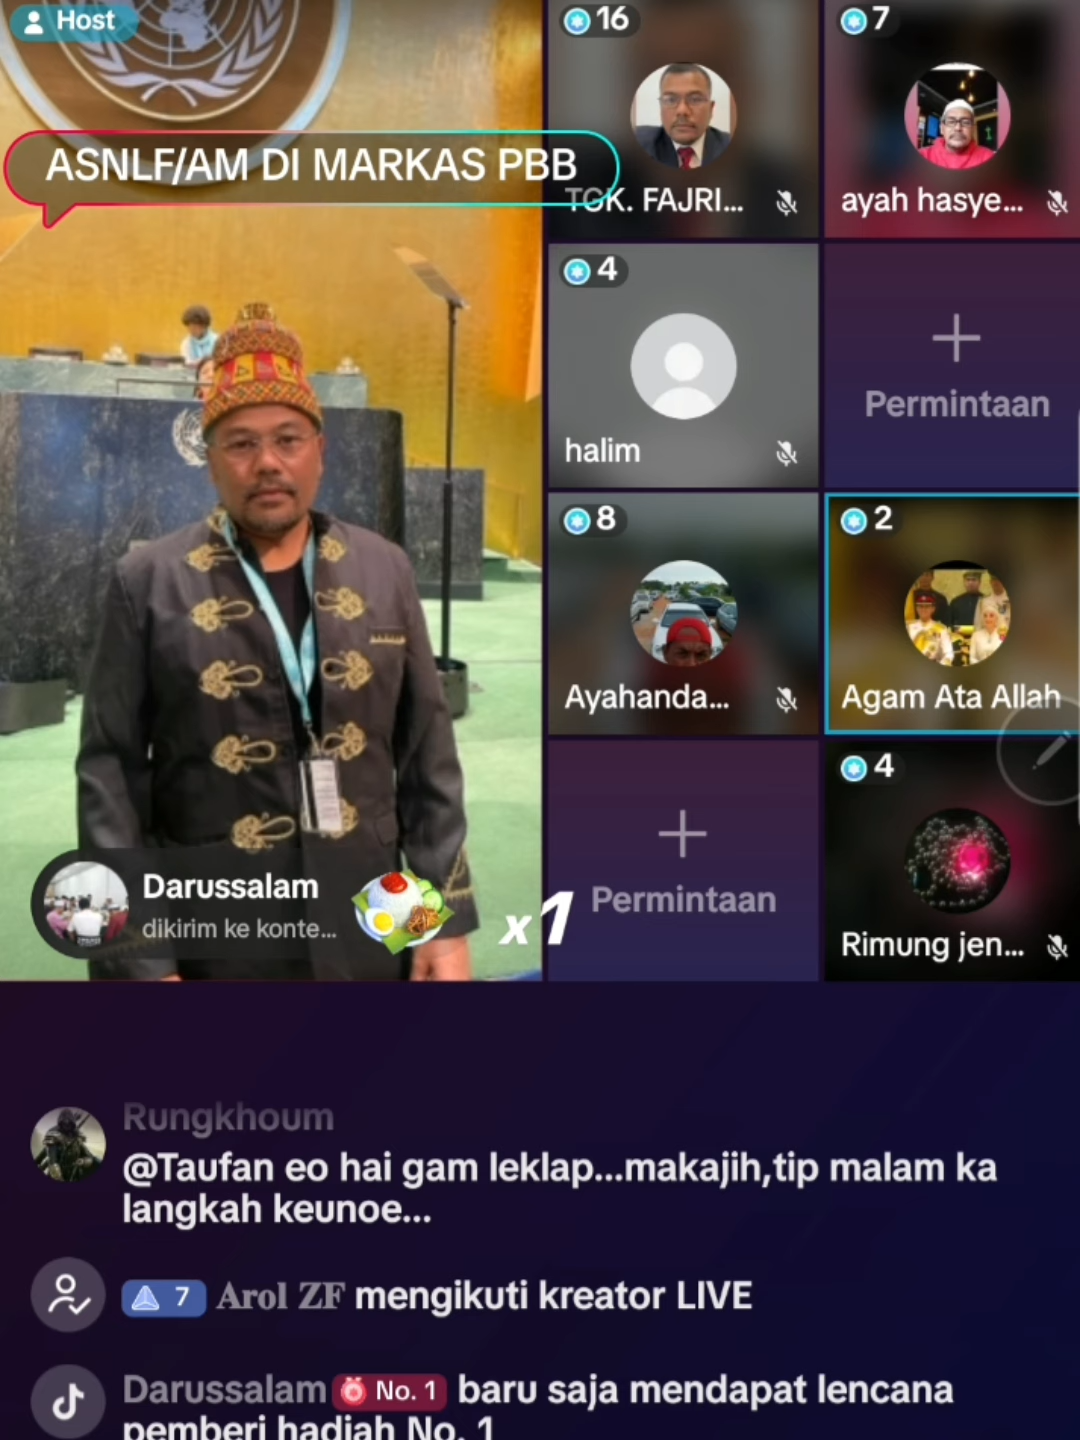 Host
ASNLF/AM DI MARKAS PBB
16
TGK. FAJRI...
7
ayah hasye...
4
halim
Permintaan
8
Ayahanda...
2
Agam Ata Allah
Permintaan
4
Rimung jen...
Darussalam
dikirim ke konte...
x1
Rungkhoum
@Taufan eo hai gam leklap...makajih,tip malam ka
langkah keunoe...
7 Arol ZF mengikuti kreator LIVE
Darussalam No. 1 baru saja mendapat lencana
pemberi hadiah No. 1